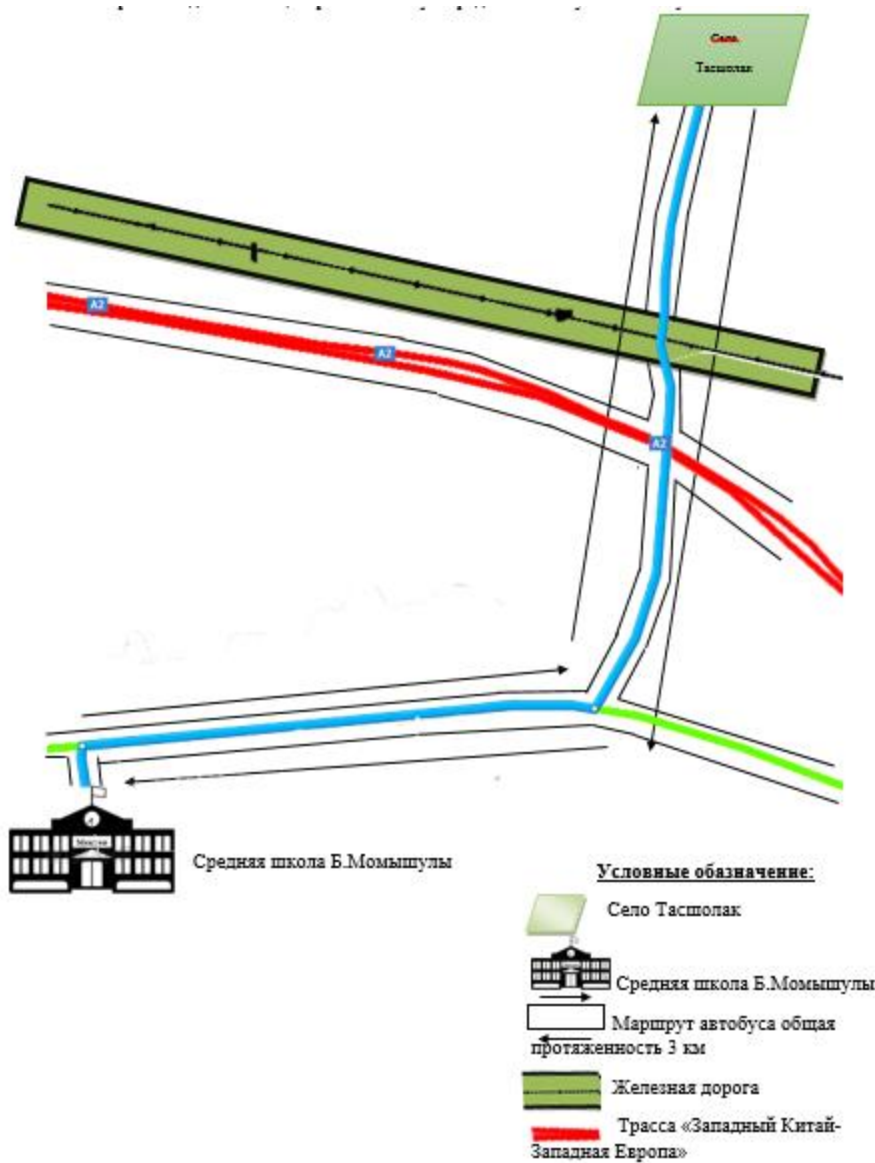 Село.
Тасшолак
A2
A2
A2
Мектеп
Средняя школа Б.Момышулы
Условные обазначение:
Село Тасшолак
Средняя школа Б.Момышулы
Маршрут автобуса общая
протяженность 3 км
Железная дорога
Трасса «Западный Китай-
Западная Европа»